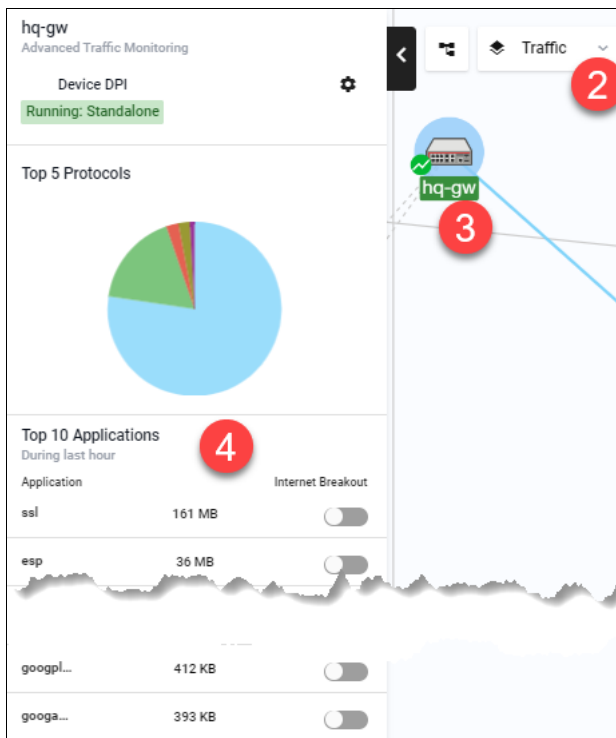 hq-gw
Advanced Traffic Monitoring
Device DPI
Running: Standalone
Top 5 Protocols
Top 10 Applications
During last hour
4
Application Internet Breakout
ssl 161 MB
esp 36 MB
googpl... 412 KB
googa... 393 KB
Traffic
2
hq-gw
3